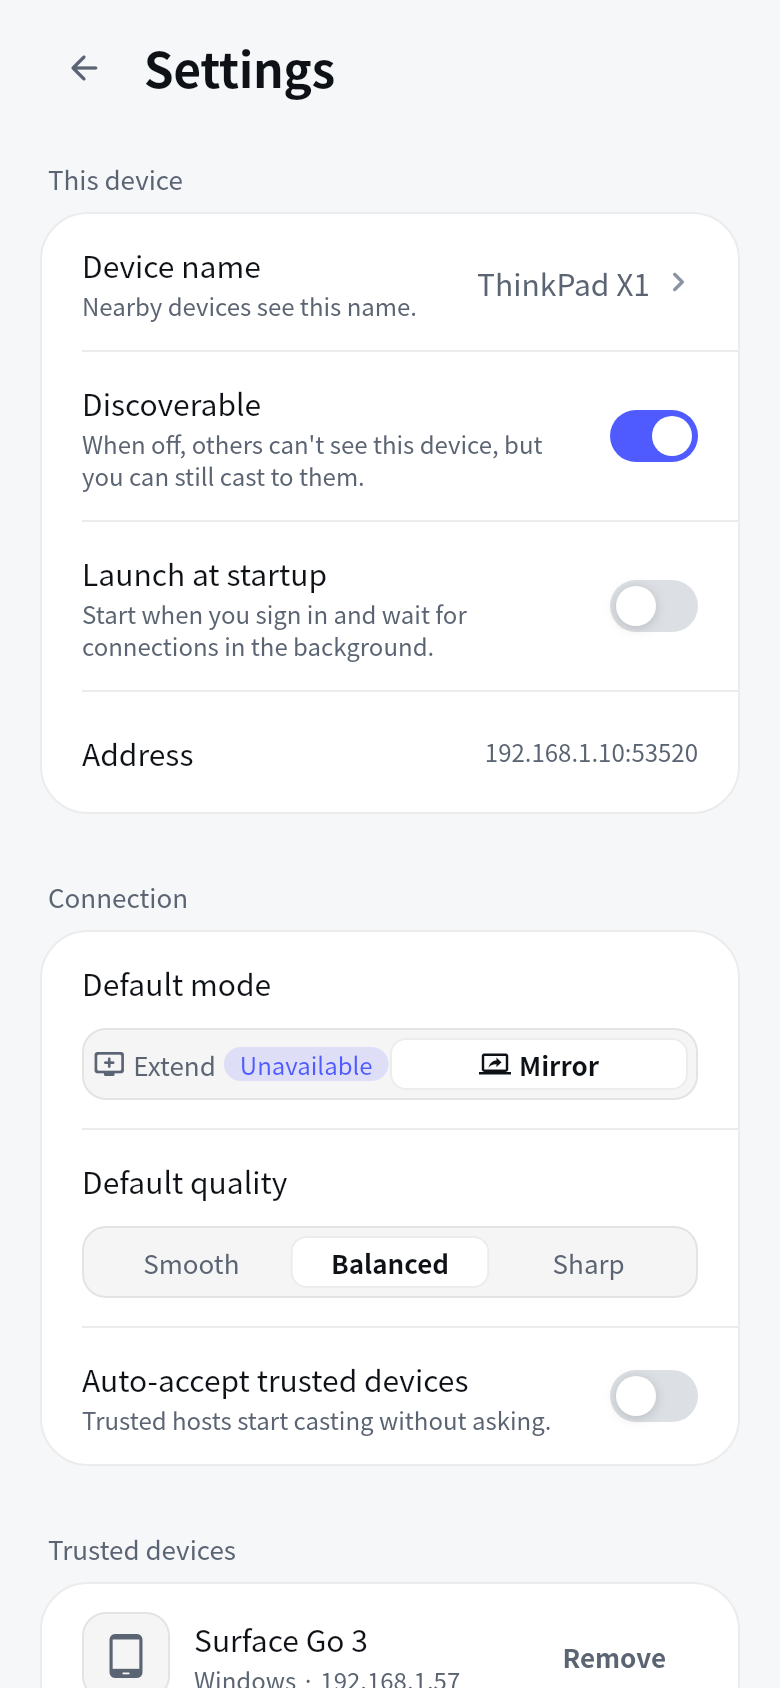 Settings
This device
Device name
Nearby devices see this name.
ThinkPad X1
Discoverable
When off, others can't see this device, but
you can still cast to them.
Launch at startup
Start when you sign in and wait for
connections in the background.
Address
192.168.1.10:53520
Connection
Default mode
Extend Unavailable Mirror
Default quality
Smooth Balanced Sharp
Auto-accept trusted devices
Trusted hosts start casting without asking.
Trusted devices
Surface Go 3
Windows · 192.168.1.57
Remove